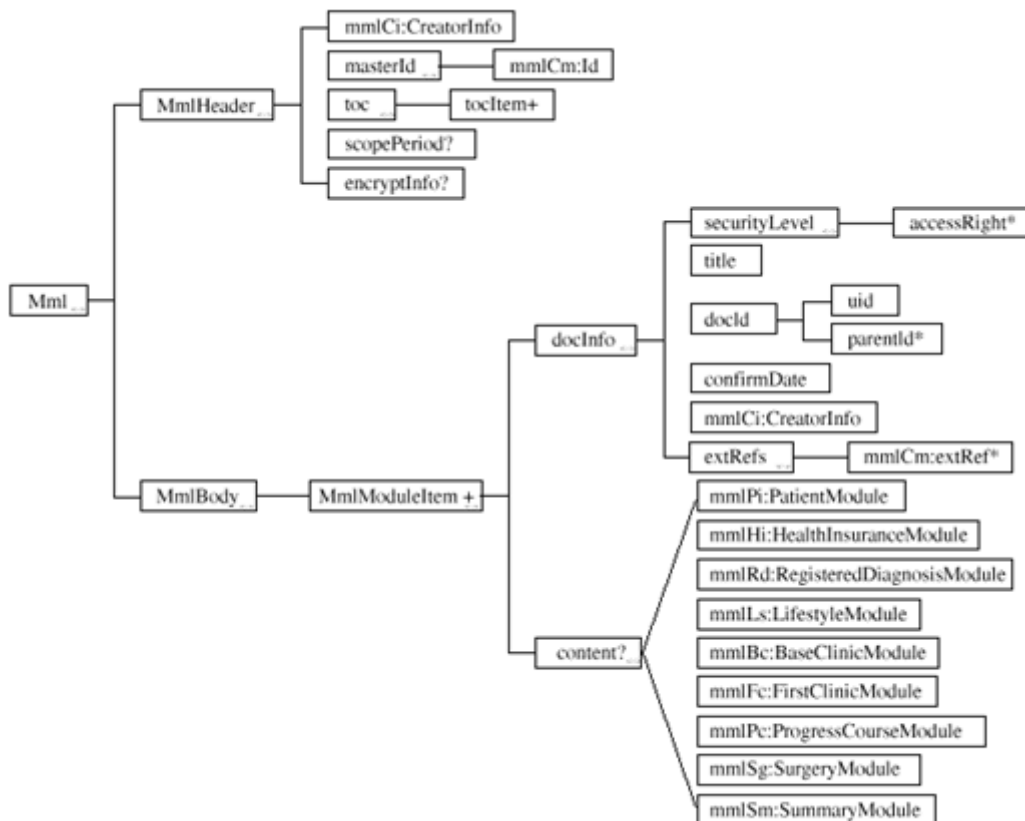 mmlCi:CreatorInfo
masterId
mmlCm:Id
MmlHeader
toc
tocItem+
scopePeriod?
encryptInfo?
securityLevel
accessRight*
title
Mml
uid
docId
docInfo
parentId*
confirmDate
mmlCi:CreatorInfo
extRefs
mmlCm:extRef*
MmlBody
MmlModuleItem +
mmlPi:PatientModule
mmlHi:HealthInsuranceModule
mmlRd:RegisteredDiagnosisModule
mmlLs:LifestyleModule
content?
mmlBc:BaseClinicModule
mmlFc:FirstClinicModule
mmlPc:ProgressCourseModule
mmlSg:SurgeryModule
mmlSm:SummaryModule